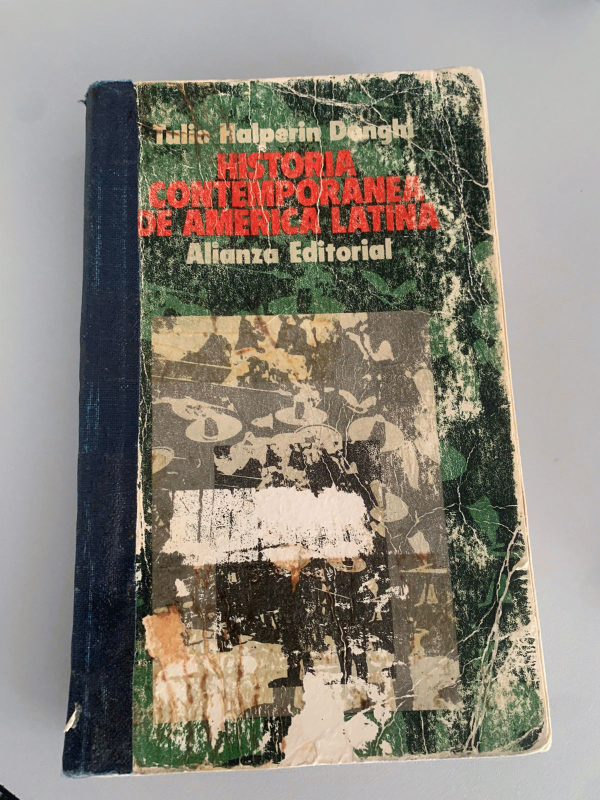 Tulio Halperin Donghi
HISTORIA
CONTEMPORANEA
DE AMERICA LATINA
Alianza Editorial